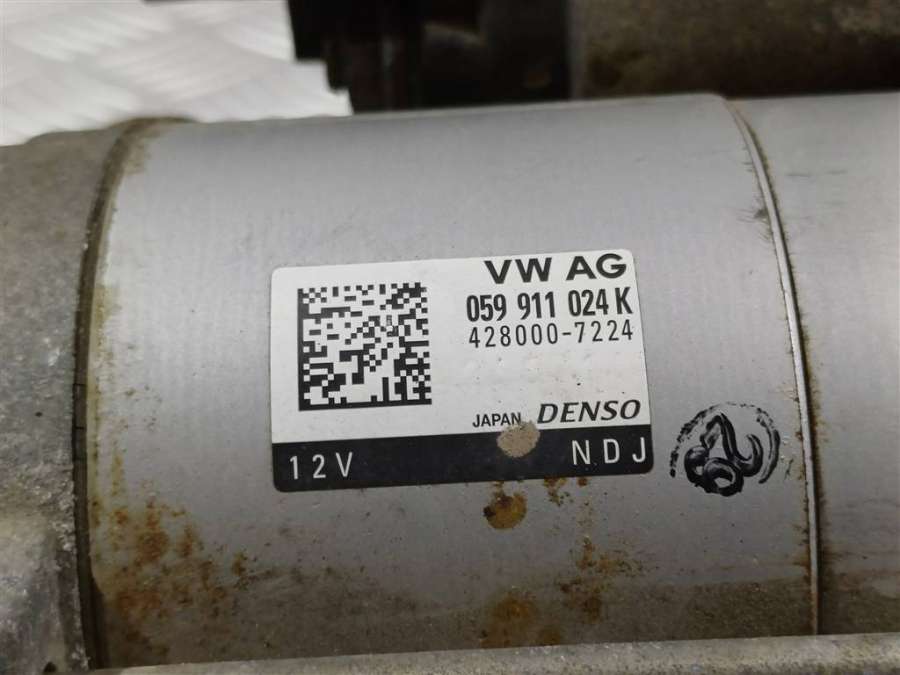 VW AG
059 911 024 K
428000-7224
JAPAN DENSO
12V NDJ